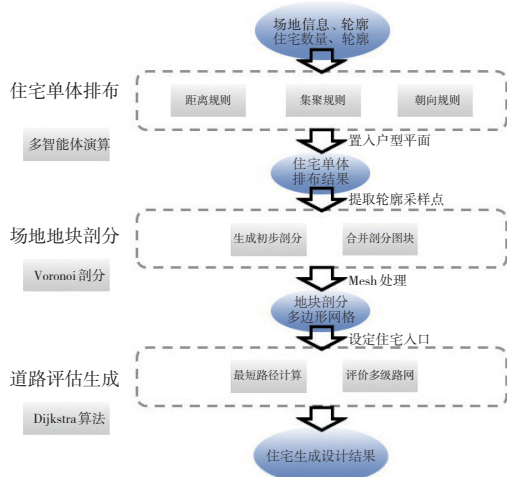 场地信息、轮廓
住宅数量、轮廓
住宅单体排布
距离规则
集聚规则
朝向规则
多智能体演算
置入户型平面
住宅单体
排布结果
提取轮廓采样点
场地地块剖分
生成初步剖分
合并剖分图块
Voronoi 剖分
Mesh 处理
地块剖分
多边形网格
设定住宅入口
道路评估生成
最短路径计算
评价多级路网
Dijkstra 算法
住宅生成设计结果